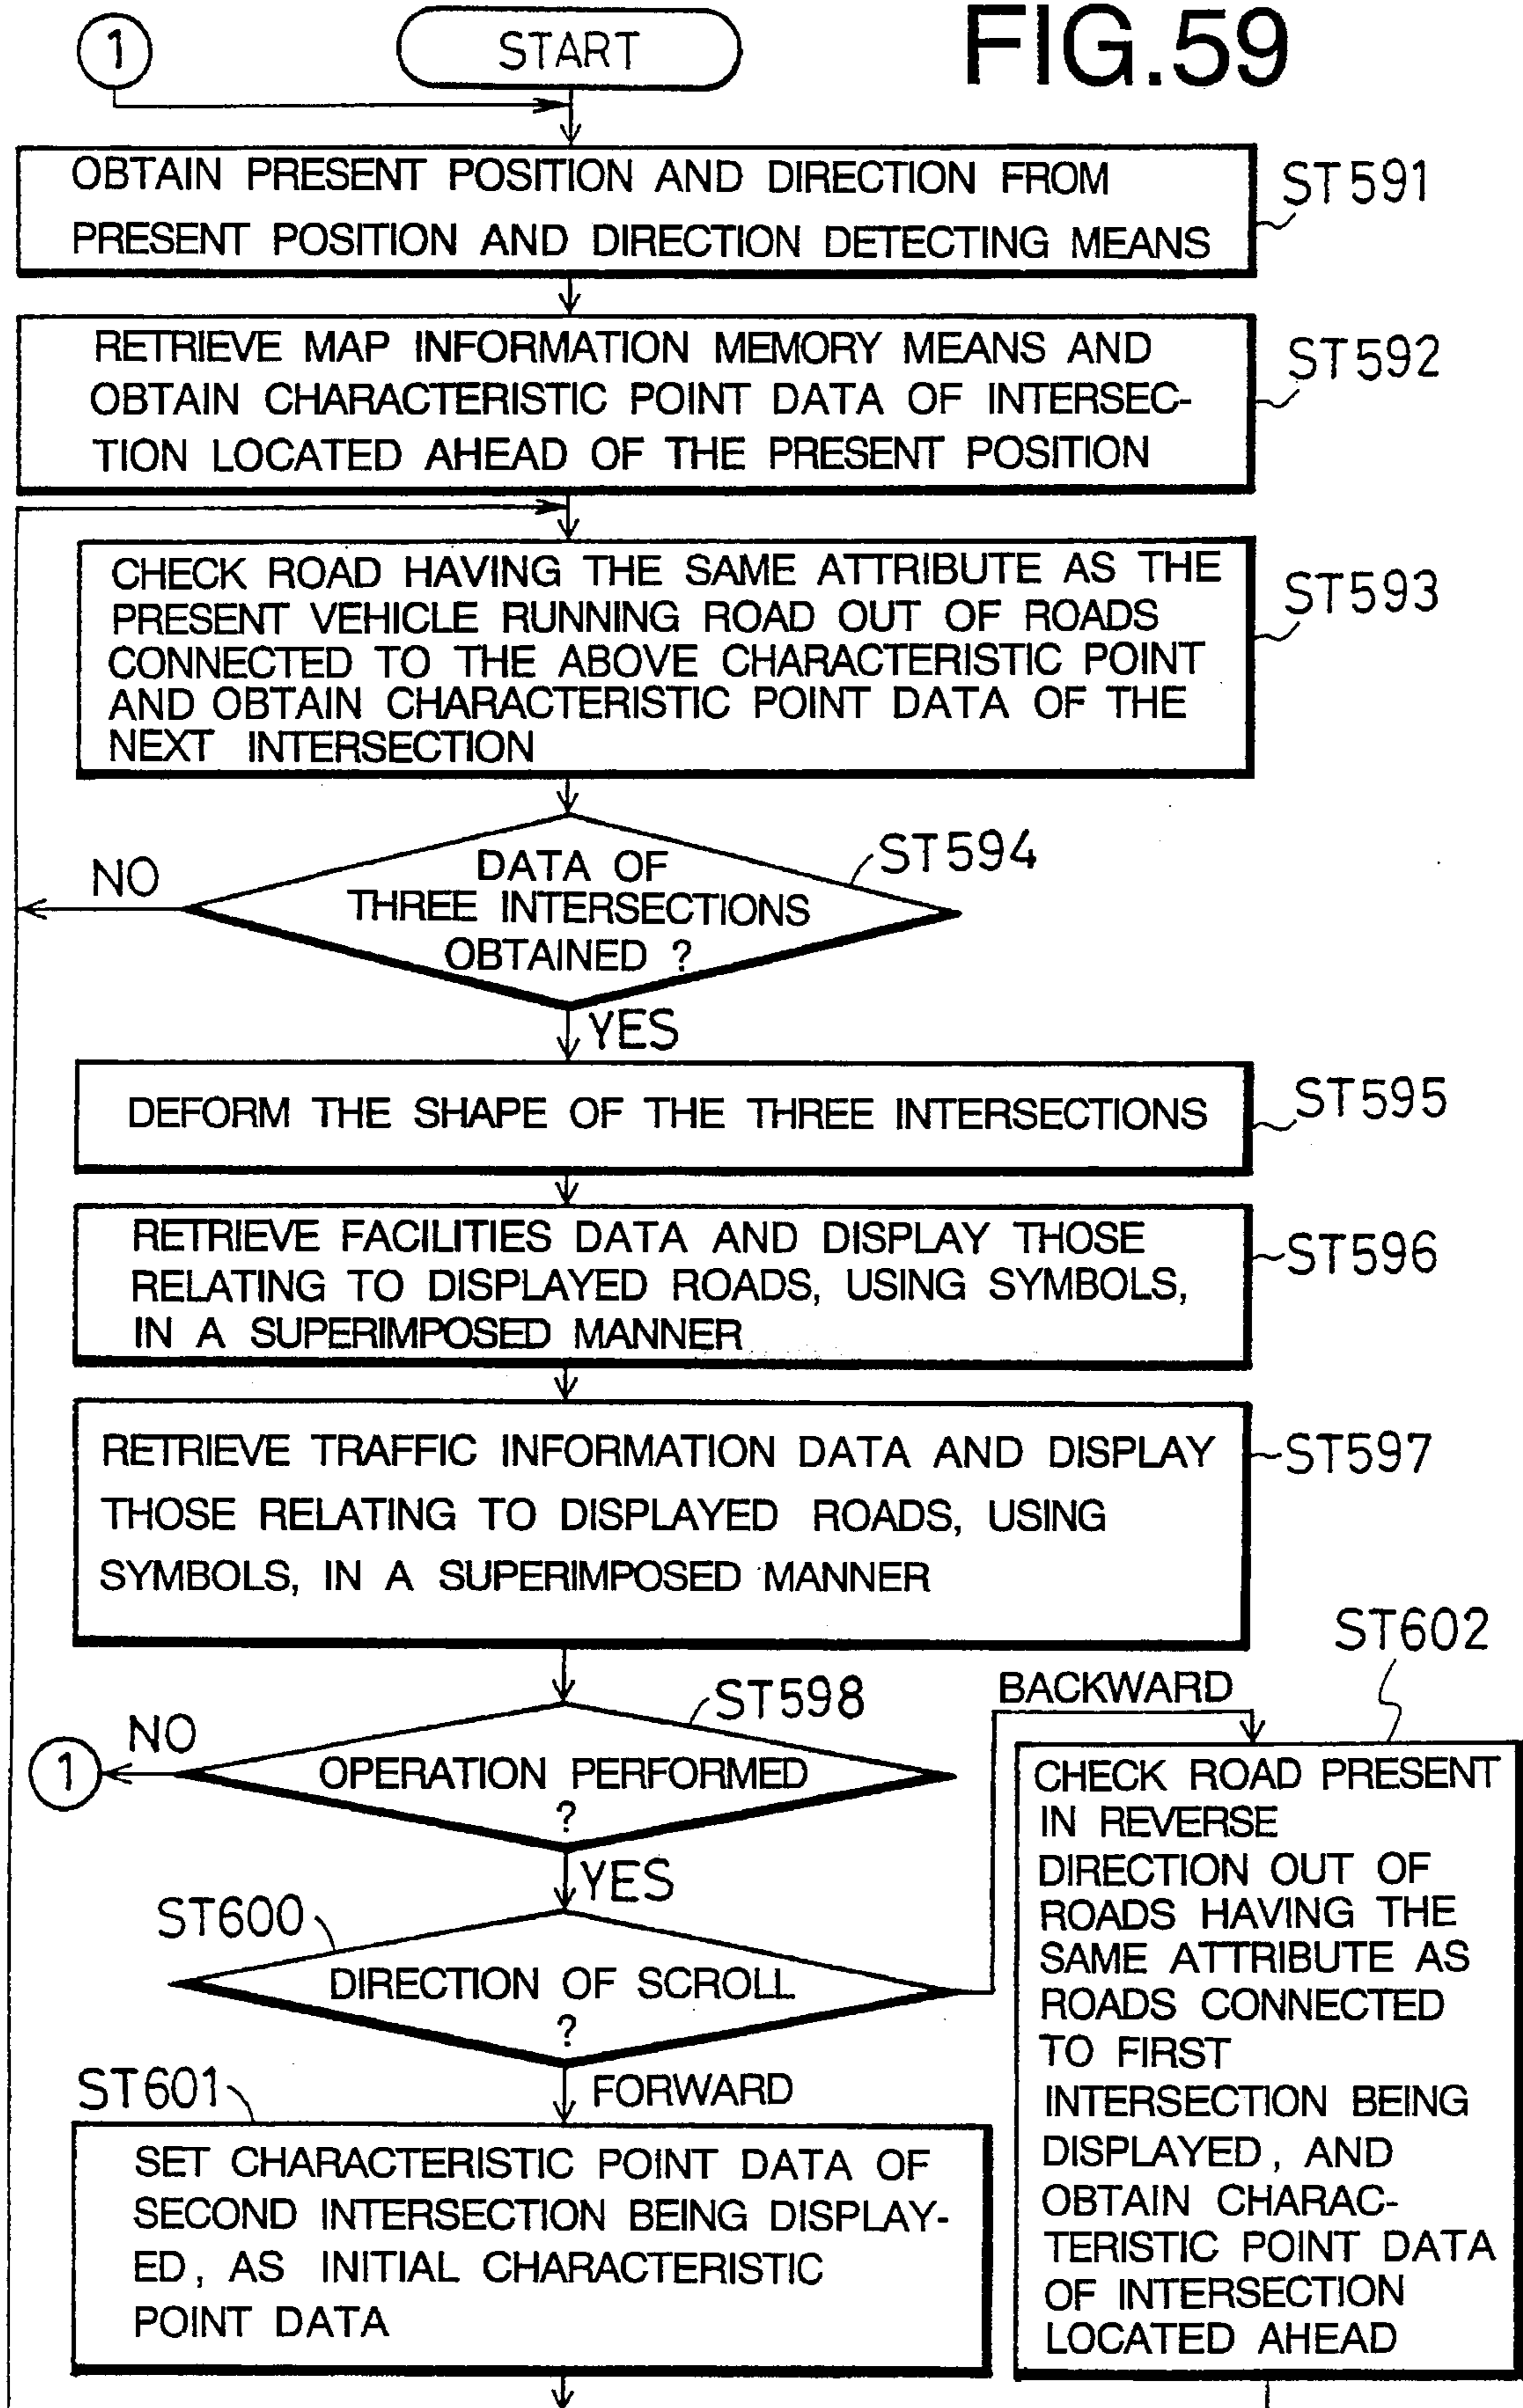 1
START
FIG.59
OBTAIN PRESENT POSITION AND DIRECTION FROM
PRESENT POSITION AND DIRECTION DETECTING MEANS
ST591
RETRIEVE MAP INFORMATION MEMORY MEANS AND
OBTAIN CHARACTERISTIC POINT DATA OF INTERSEC-
TION LOCATED AHEAD OF THE PRESENT POSITION
ST592
CHECK ROAD HAVING THE SAME ATTRIBUTE AS THE
PRESENT VEHICLE RUNNING ROAD OUT OF ROADS
CONNECTED TO THE ABOVE CHARACTERISTIC POINT
AND OBTAIN CHARACTERISTIC POINT DATA OF THE
NEXT INTERSECTION
ST593
DATA OF
THREE INTERSECTIONS
OBTAINED ?
ST594
NO
YES
DEFORM THE SHAPE OF THE THREE INTERSECTIONS
ST595
RETRIEVE FACILITIES DATA AND DISPLAY THOSE
RELATING TO DISPLAYED ROADS, USING SYMBOLS,
IN A SUPERIMPOSED MANNER
ST596
RETRIEVE TRAFFIC INFORMATION DATA AND DISPLAY
THOSE RELATING TO DISPLAYED ROADS, USING
SYMBOLS, IN A SUPERIMPOSED MANNER
ST597
OPERATION PERFORMED
?
ST598
NO
1
YES
DIRECTION OF SCROLL
?
ST600
BACKWARD
FORWARD
ST601
SET CHARACTERISTIC POINT DATA OF
SECOND INTERSECTION BEING DISPLAY-
ED, AS INITIAL CHARACTERISTIC
POINT DATA
ST602
CHECK ROAD PRESENT
IN REVERSE
DIRECTION OUT OF
ROADS HAVING THE
SAME ATTRIBUTE AS
ROADS CONNECTED
TO FIRST
INTERSECTION BEING
DISPLAYED, AND
OBTAIN CHARAC-
TERISTIC POINT DATA
OF INTERSECTION
LOCATED AHEAD